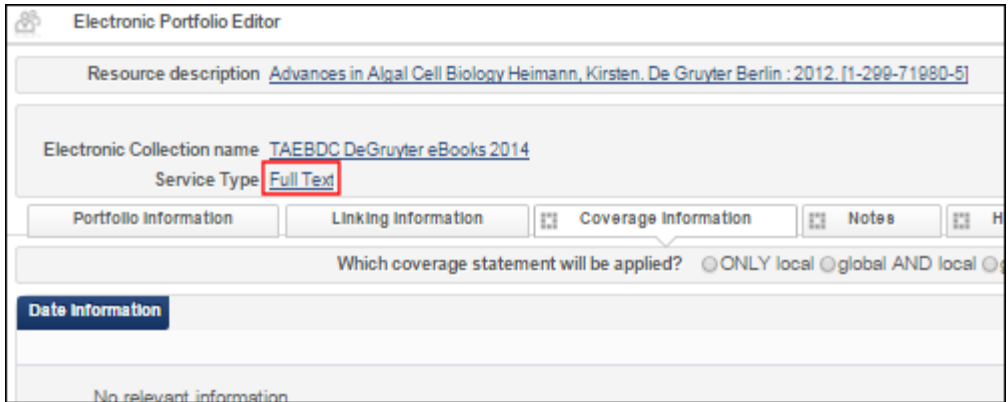 Electronic Portfolio Editor
Resource description Advances in Algal Cell Biology Heimann, Kirsten. De Gruyter Berlin : 2012. [1-299-71980-5]
Electronic Collection name TAEBDC DeGruyter eBooks 2014
Service Type Full Text
Portfolio Information Linking Information Coverage Information Notes H
Which coverage statement will be applied? ONLY local global AND local
Date Information
No relevant information